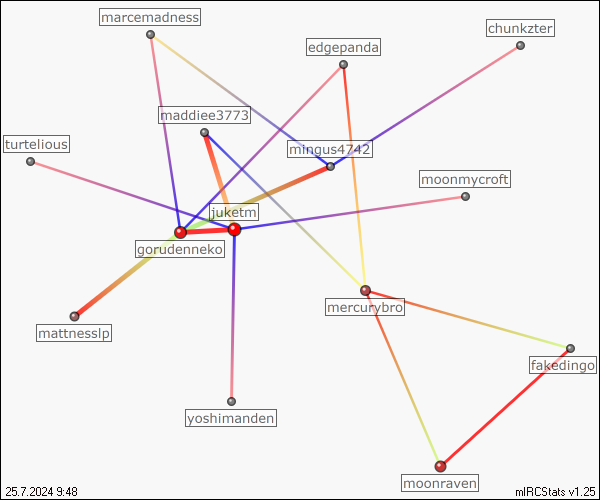 marcemadness
chunkzter
edgepanda
maddiee3773
turtelious
mingus4742
moonmycroft
juketm
gorudenneko
mercurybro
mattnesslp
fakedingo
yoshimanden
moonraven
25.7.2024 9:48
mIRCStats v1.25